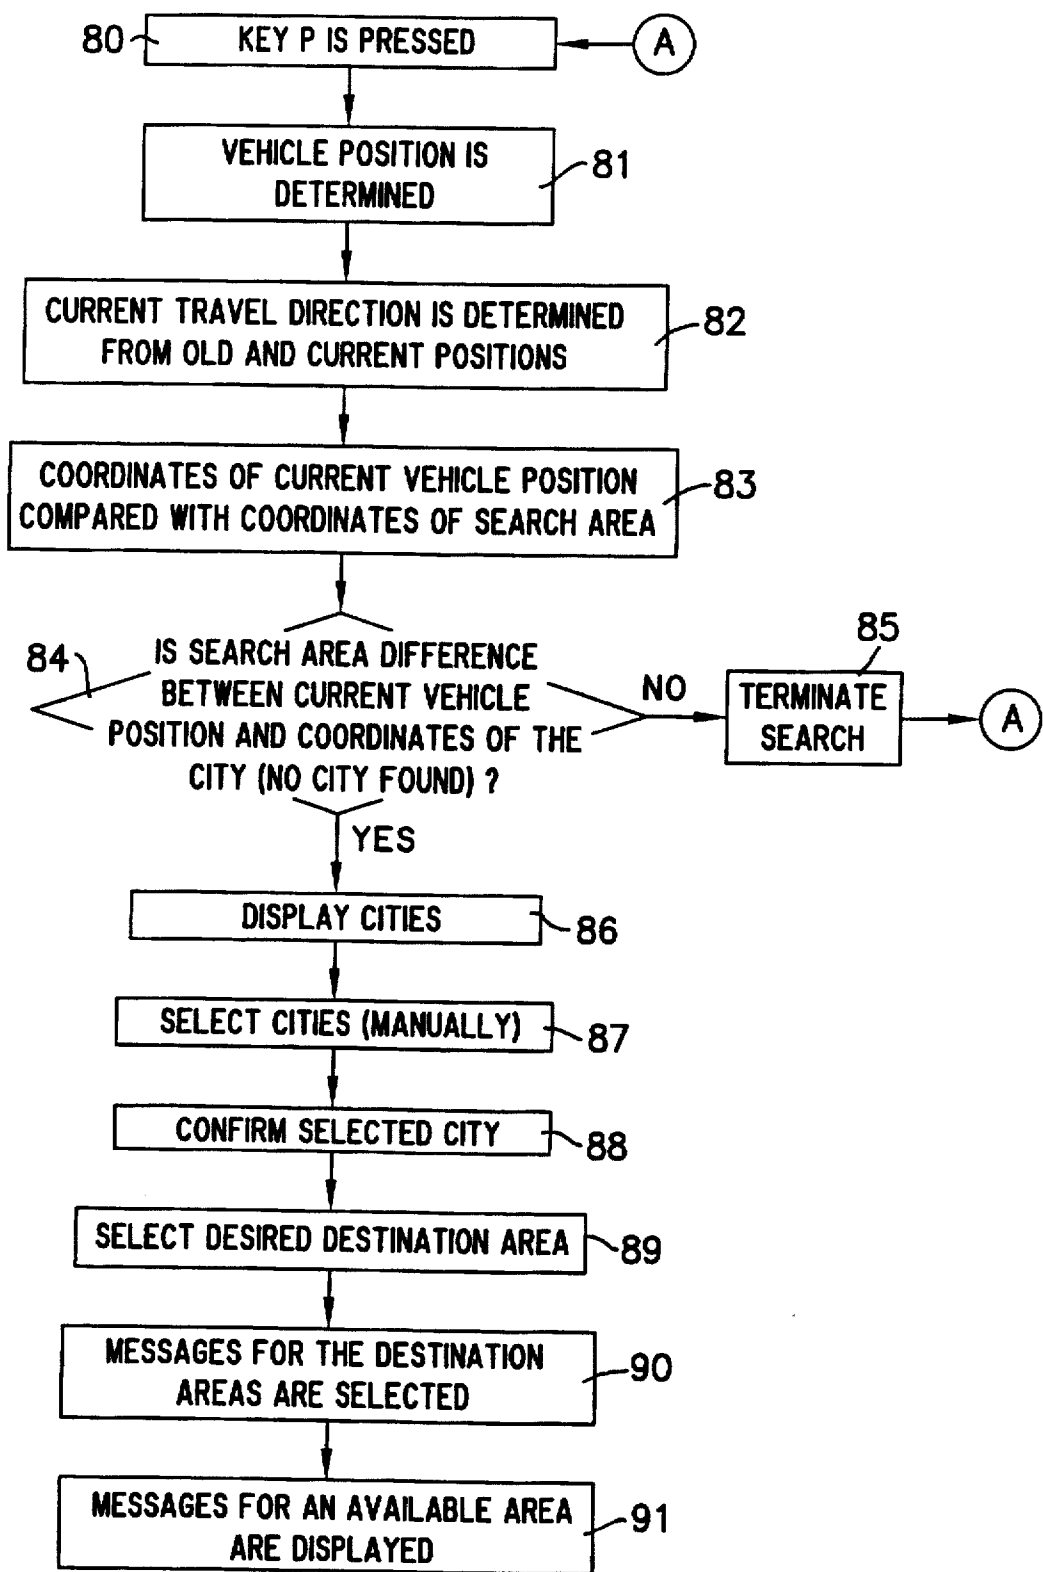 80 KEY P IS PRESSED A
VEHICLE POSITION IS
DETERMINED
81
CURRENT TRAVEL DIRECTION IS DETERMINED
FROM OLD AND CURRENT POSITIONS
82
COORDINATES OF CURRENT VEHICLE POSITION
COMPARED WITH COORDINATES OF SEARCH AREA
83
84
IS SEARCH AREA DIFFERENCE
BETWEEN CURRENT VEHICLE
POSITION AND COORDINATES OF THE
CITY (NO CITY FOUND) ?
NO
85
TERMINATE
SEARCH
A
YES
DISPLAY CITIES 86
SELECT CITIES (MANUALLY) 87
CONFIRM SELECTED CITY 88
SELECT DESIRED DESTINATION AREA 89
MESSAGES FOR THE DESTINATION
AREAS ARE SELECTED
90
MESSAGES FOR AN AVAILABLE AREA
ARE DISPLAYED
91